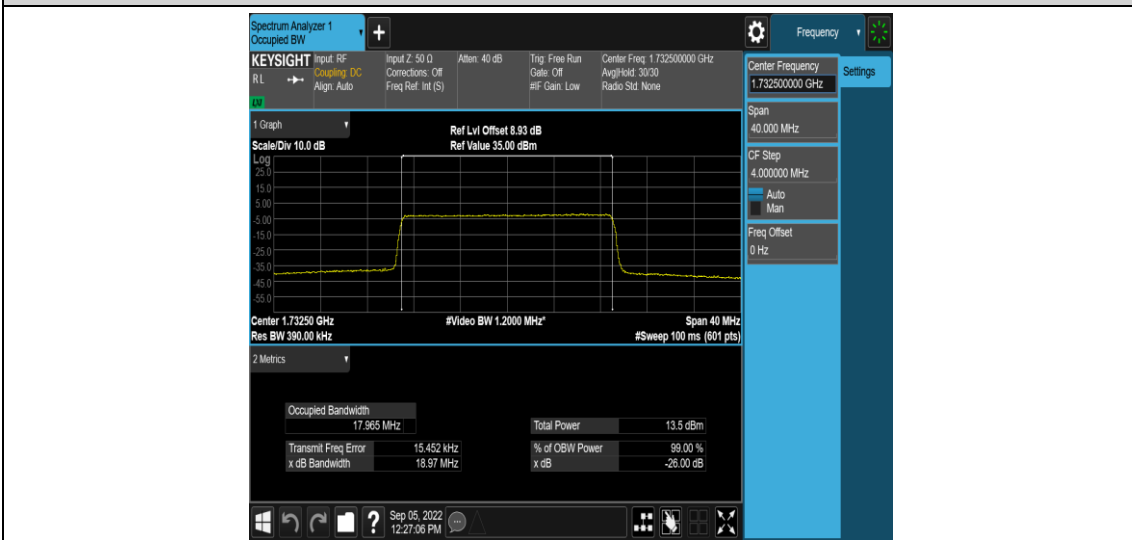 Spectrum Analyzer 1
Occupied BW
+
Frequency
KEYSIGHT
RL
LW
Input: RF
Coupling: DC
Align: Auto
Input Z: 50 Ω
Corrections: Off
Freq Ref: Int (S)
Atten: 40 dB
Trig: Free Run
Gate: Off
#IF Gain: Low
Center Freq: 1.732500000 GHz
Avg|Hold: 30/30
Radio Std: None
Center Frequency
1.732500000 GHz
Settings
Span
40.000 MHz
CF Step
4.000000 MHz
Auto
Man
Freq Offset
0 Hz
1 Graph
Ref Lvl Offset 8.93 dB
Scale/Div 10.0 dB
Ref Value 35.00 dBm
Log
25.0
15.0
5.00
-5.00
-15.0
-25.0
-35.0
-45.0
-55.0
Center 1.73250 GHz
#Video BW 1.2000 MHz*
Span 40 MHz
Res BW 390.00 kHz
#Sweep 100 ms (601 pts)
2 Metrics
Occupied Bandwidth
17.965 MHz
Total Power 13.5 dBm
Transmit Freq Error 15.452 kHz
% of OBW Power 99.00 %
x dB Bandwidth 18.97 MHz
x dB -26.00 dB
?
Sep 05, 2022
12:27:06 PM